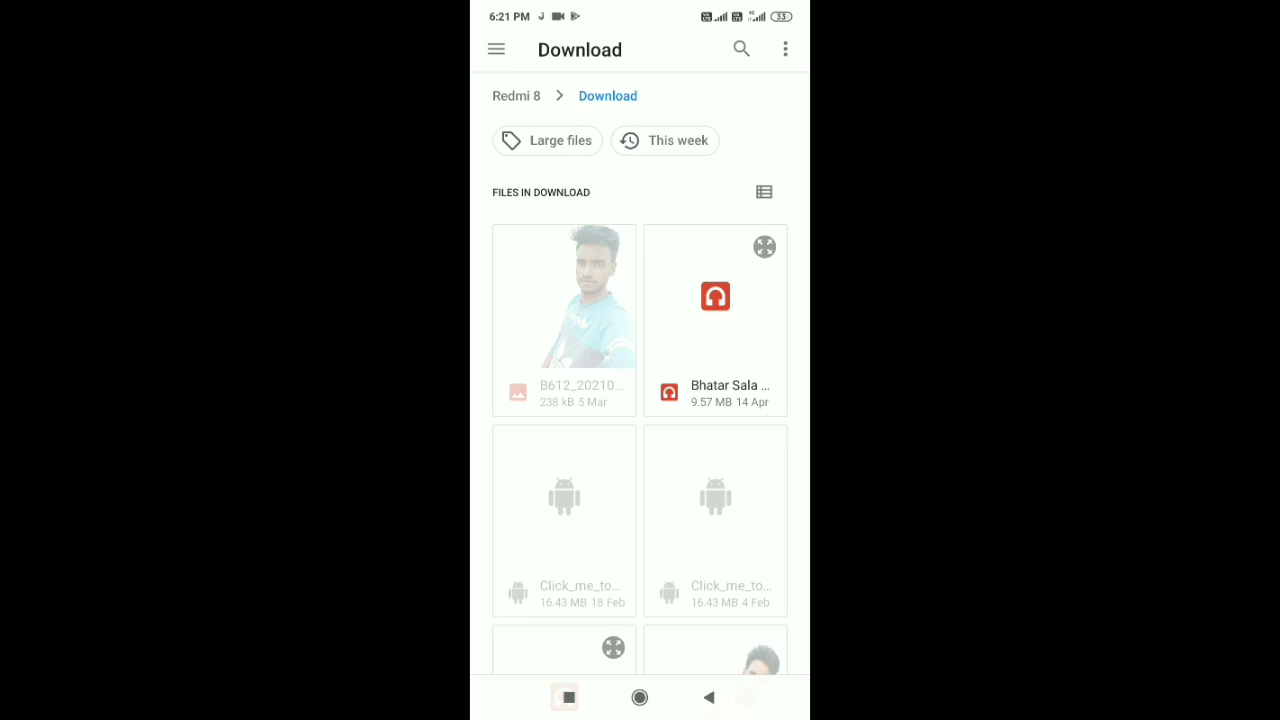 6:21 PM
33
Download
Redmi 8 > Download
Large files
This week
FILES IN DOWNLOAD
B612_20210...
238 kB 5 Mar
Bhatar Sala ...
9.57 MB 14 Apr
Click_me_to...
16.43 MB 18 Feb
Click_me_to...
16.43 MB 4 Feb